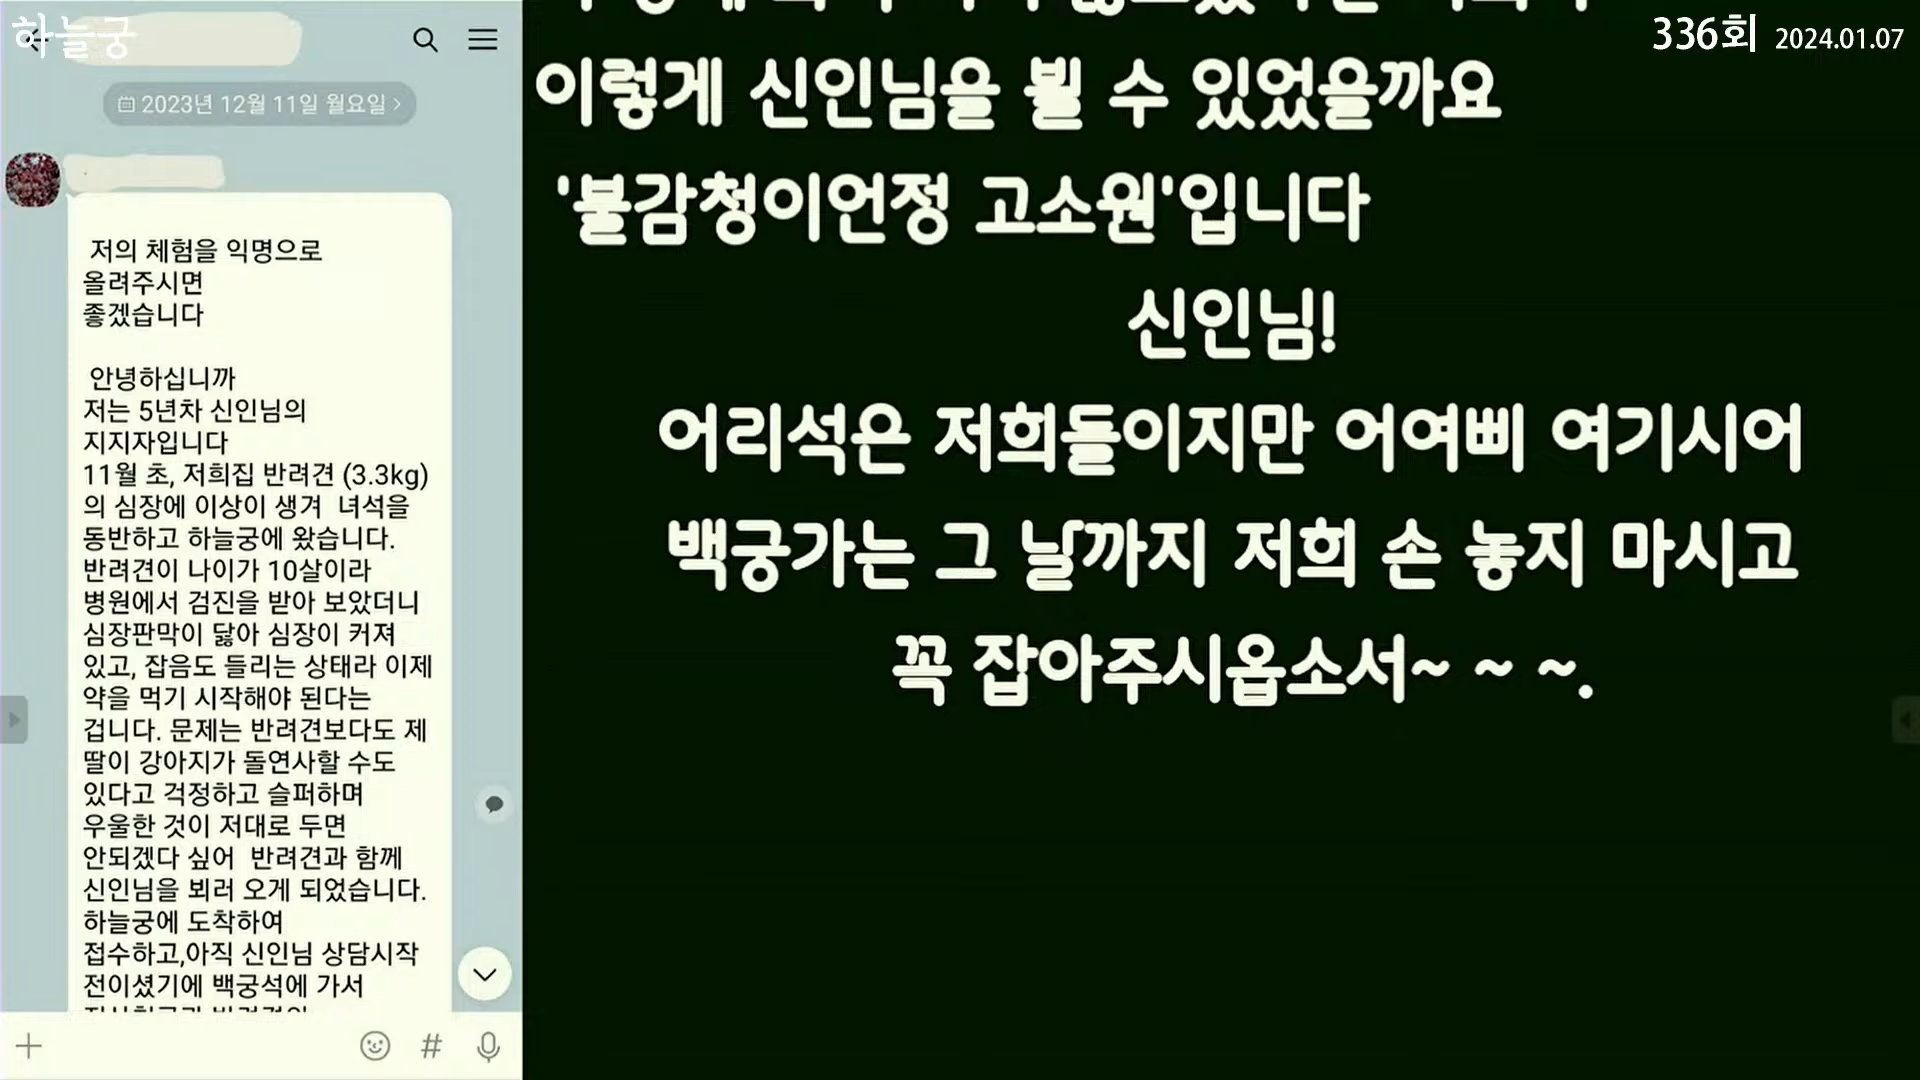 하늘궁
336회 2024.01.07
2023년 12월 11일 월요일
저의 체험을 익명으로
올려주시면
좋겠습니다
안녕하십니까
저는 5년차 신인님의
지지자입니다
11월 초, 저희집 반려견 (3.3kg)
의 심장에 이상이 생겨 녀석을
동반하고 하늘궁에 왔습니다.
반려견이 나이가 10살이라
병원에서 검진을 받아 보았더니
심장판막이 닳아 심장이 커져
있고, 잡음도 들리는 상태라 이제
약을 먹기 시작해야 된다는
겁니다. 문제는 반려견보다도 제
딸이 강아지가 돌연사할 수도
있다고 걱정하고 슬퍼하며
우울한 것이 저대로 두면
안되겠다 싶어 반려견과 함께
신인님을 뵈러 오게 되었습니다.
하늘궁에 도착하여
접수하고,아직 신인님 상담시작
전이셨기에 백궁석에 가서
이렇게 신인님을 뵐 수 있었을까요
'불감청이언정 고소원'입니다
신인님!
어리석은 저희들이지만 어여삐 여기시어
백궁가는 그 날까지 저희 손 놓지 마시고
꼭 잡아주시옵소서~ ~ ~.